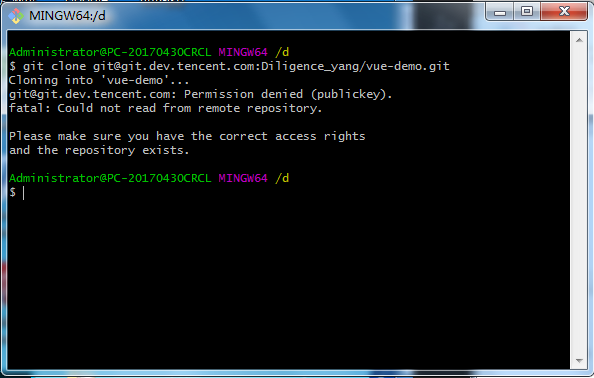 MINGW64:/d
Administrator@PC-20170430CRCL MINGW64 /d
$ git clone git@git.dev.tencent.com:Diligence_yang/vue-demo.git
Cloning into 'vue-demo'...
git@git.dev.tencent.com: Permission denied (publickey).
fatal: Could not read from remote repository.
Please make sure you have the correct access rights
and the repository exists.
Administrator@PC-20170430CRCL MINGW64 /d
$